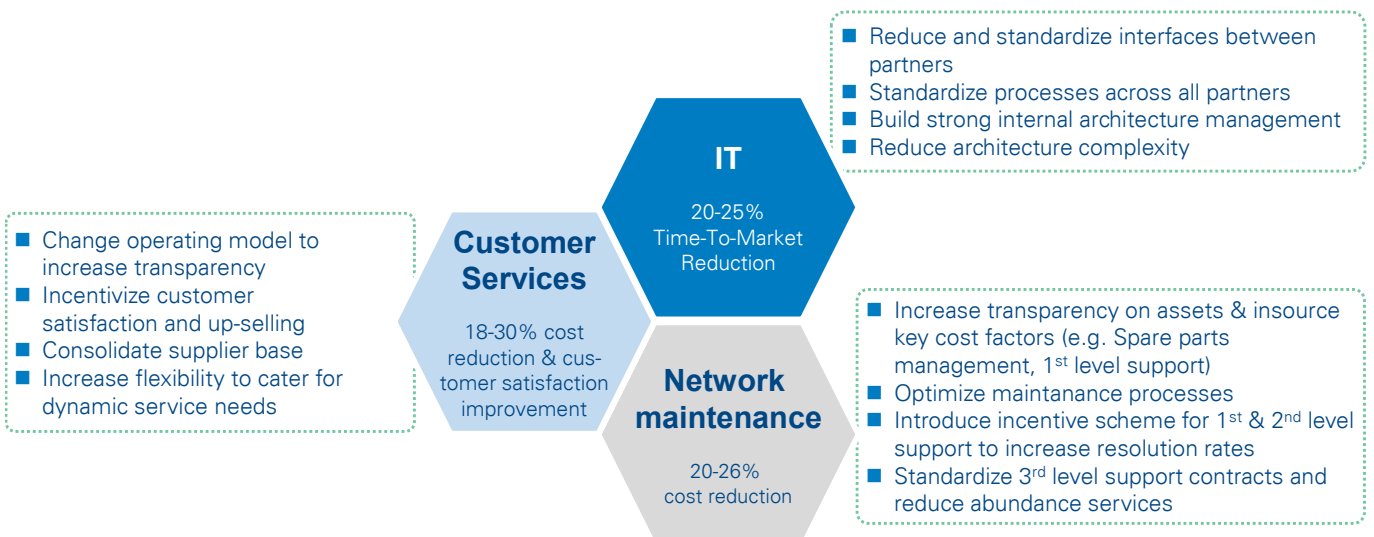 ■ Reduce and standardize interfaces between
partners
■ Standardize processes across all partners
■ Build strong internal architecture management
■ Reduce architecture complexity
IT
20-25%
Time-To-Market
Reduction
■ Change operating model to
increase transparency
■ Incentivize customer
satisfaction and up-selling
■ Consolidate supplier base
■ Increase flexibility to cater for
dynamic service needs
Customer
Services
18-30% cost
reduction & cus-
tomer satisfaction
improvement
■ Increase transparency on assets & insource
key cost factors (e.g. Spare parts
management, 1st level support)
■ Optimize maintanance processes
■ Introduce incentive scheme for 1st & 2nd level
support to increase resolution rates
■ Standardize 3rd level support contracts and
reduce abundance services
Network
maintenance
20-26%
cost reduction